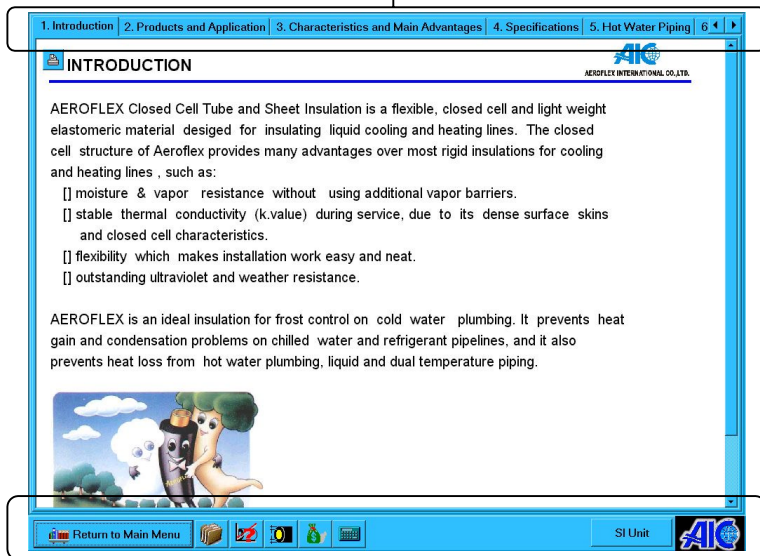 1. Introduction 2. Products and Application 3. Characteristics and Main Advantages 4. Specifications 5. Hot Water Piping 6
INTRODUCTION
AIC
AEROFLEX INTERNATIONAL CO.,LTD.
AEROFLEX Closed Cell Tube and Sheet Insulation is a flexible, closed cell and light weight
elastomeric material desiged for insulating liquid cooling and heating lines. The closed
cell structure of Aeroflex provides many advantages over most rigid insulations for cooling
and heating lines , such as:
[] moisture & vapor resistance without using additional vapor barriers.
[] stable thermal conductivity (k.value) during service, due to its dense surface skins
and closed cell characteristics.
[] flexibility which makes installation work easy and neat.
[] outstanding ultraviolet and weather resistance.
AEROFLEX is an ideal insulation for frost control on cold water plumbing. It prevents heat
gain and condensation problems on chilled water and refrigerant pipelines, and it also
prevents heat loss from hot water plumbing, liquid and dual temperature piping.
Return to Main Menu SI Unit AIC